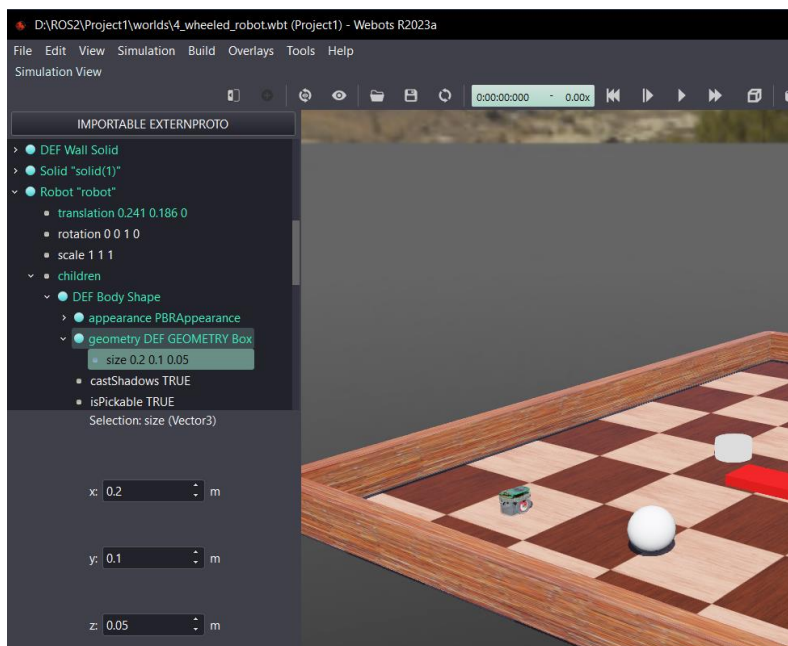 D:\ROS2\Project1\worlds\4_wheeled_robot.wbt (Project1) - Webots R2023a
File Edit View Simulation Build Overlays Tools Help
Simulation View
0:00:00:000 - 0.00x
IMPORTABLE EXTERNPROTO
DEF Wall Solid
Solid "solid(1)"
Robot "robot"
translation 0.241 0.186 0
rotation 0 0 1 0
scale 1 1 1
children
DEF Body Shape
appearance PBRAppearance
geometry DEF GEOMETRY Box
size 0.2 0.1 0.05
castShadows TRUE
isPickable TRUE
Selection: size (Vector3)
x: 0.2 m
y: 0.1 m
z: 0.05 m